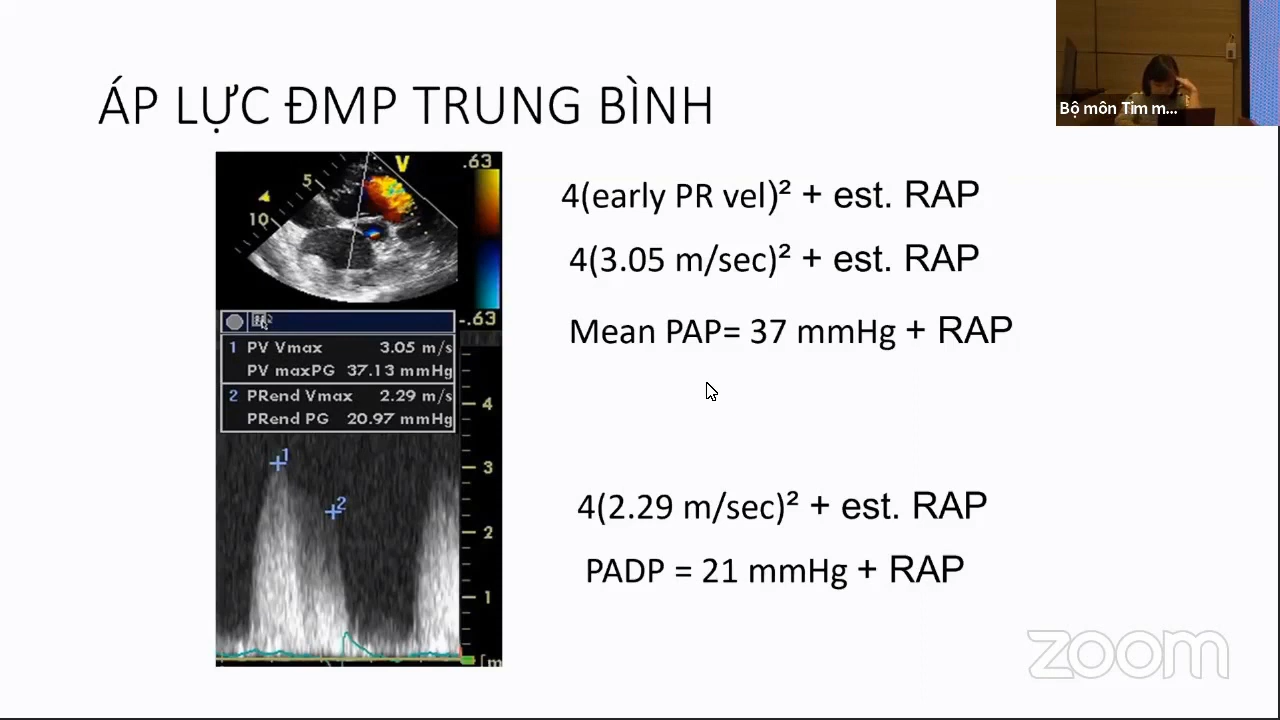 Bộ môn Tim m...
ÁP LỰC ĐMP TRUNG BÌNH
V
.63
5
10
-.63
1 PV Vmax 3.05 m/s
PV maxPG 37.13 mmHg
2 PRend Vmax 2.29 m/s
PRend PG 20.97 mmHg
4
1
3
2
2
1
4(early PR vel)² + est. RAP
4(3.05 m/sec)² + est. RAP
Mean PAP= 37 mmHg + RAP
4(2.29 m/sec)² + est. RAP
PADP = 21 mmHg + RAP
zoom